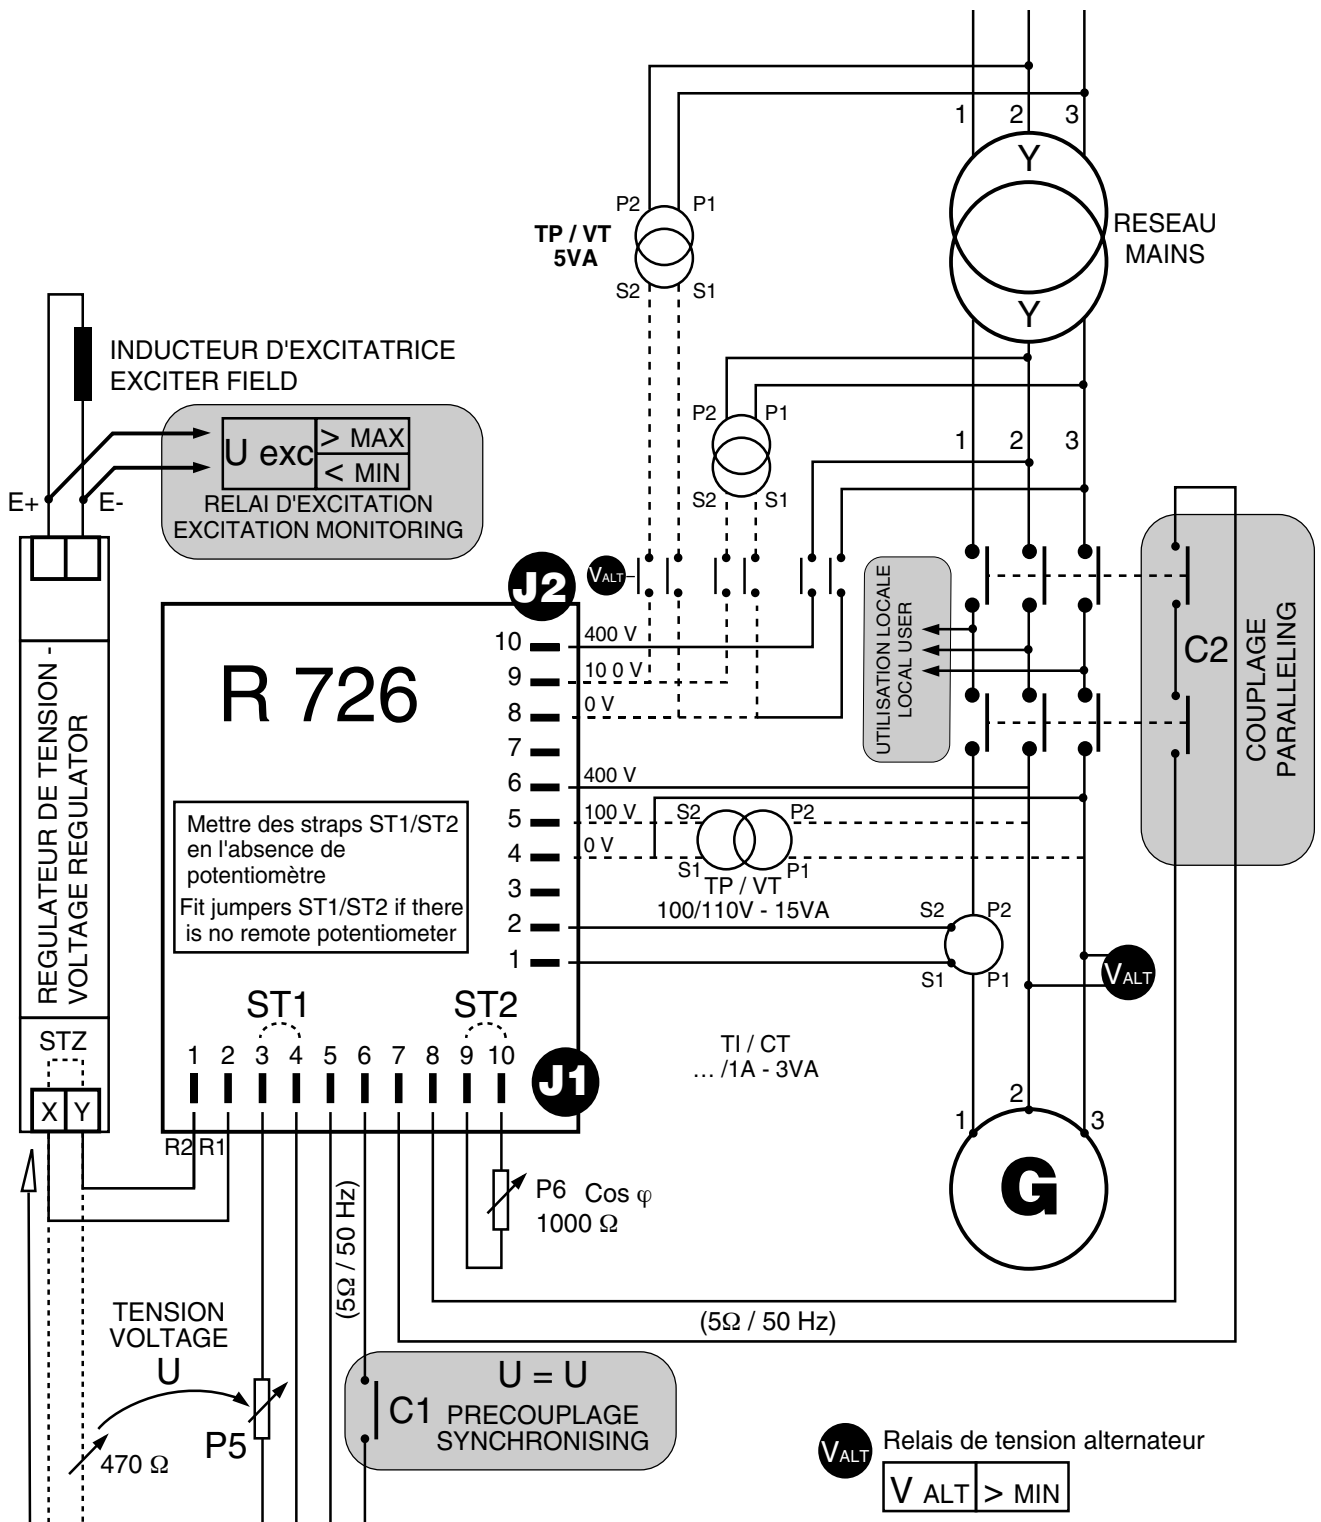 1 2 3
Y
P2 P1
TP / VT
5VA
RESEAU
MAINS
S2 S1
Y
INDUCTEUR D'EXCITATRICE
EXCITER FIELD
P2 P1
U exc > MAX
< MIN
1 2 3
E+ E-
RELAI D'EXCITATION
EXCITATION MONITORING
S2 S1
VALT
J2
R 726
10 400 V
9 10 0 V
8 0 V
7
6 400 V
5 100 V
4 0 V
3
2
1
UTILISATION LOCALE
LOCAL USER
C2
COUPLAGE
PARALLELING
REGULATEUR DE TENSION -
VOLTAGE REGULATOR
Mettre des straps ST1/ST2
en l'absence de
potentiomètre
Fit jumpers ST1/ST2 if there
is no remote potentiometer
S2 P2
S1 P1
TP / VT
100/110V - 15VA
S2 P2
S1 P1
VALT
ST1 ST2
STZ
1 2 3 4 5 6 7 8 9 10
J1
TI / CT
... /1A - 3VA
X Y
R2 R1
1 2 3
G
P6 Cos φ
1000 Ω
(5Ω / 50 Hz)
(5Ω / 50 Hz)
TENSION
VOLTAGE
U
P5
470 Ω
U = U
C1 PRECOUPLAGE
SYNCHRONISING
VALT Relais de tension alternateur
V ALT > MIN